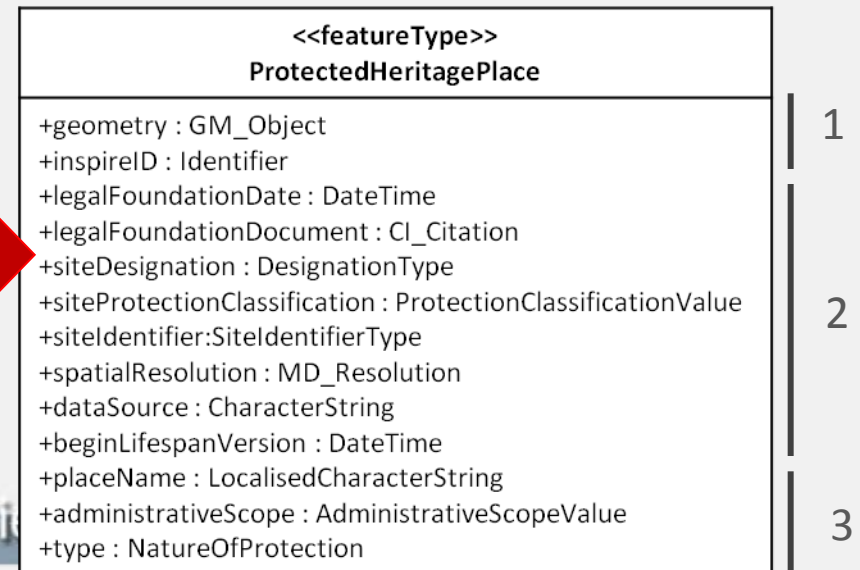 <<featureType>>
ProtectedHeritagePlace
+geometry : GM_Object
+inspireID : Identifier
1
+legalFoundationDate : DateTime
+legalFoundationDocument : CI_Citation
+siteDesignation : DesignationType
+siteProtectionClassification : ProtectionClassificationValue
+siteIdentifier:SiteIdentifierType
+spatialResolution : MD_Resolution
+dataSource : CharacterString
+beginLifespanVersion : DateTime
2
+placeName : LocalisedCharacterString
+administrativeScope : AdministrativeScopeValue
+type : NatureOfProtection
3